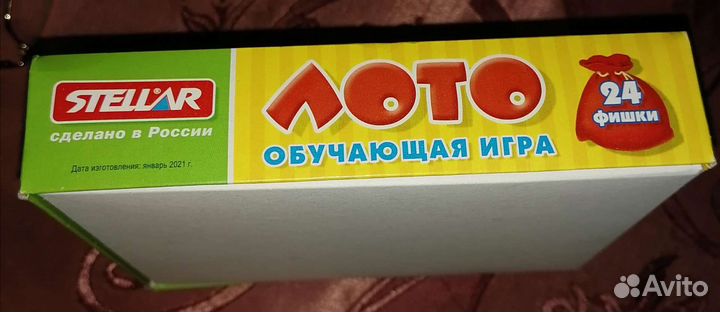 STELLAR
сделано в России
Дата изготовления: январь 2021 г.
ЛОТО
ОБУЧАЮЩАЯ ИГРА
24
фишки
Avito